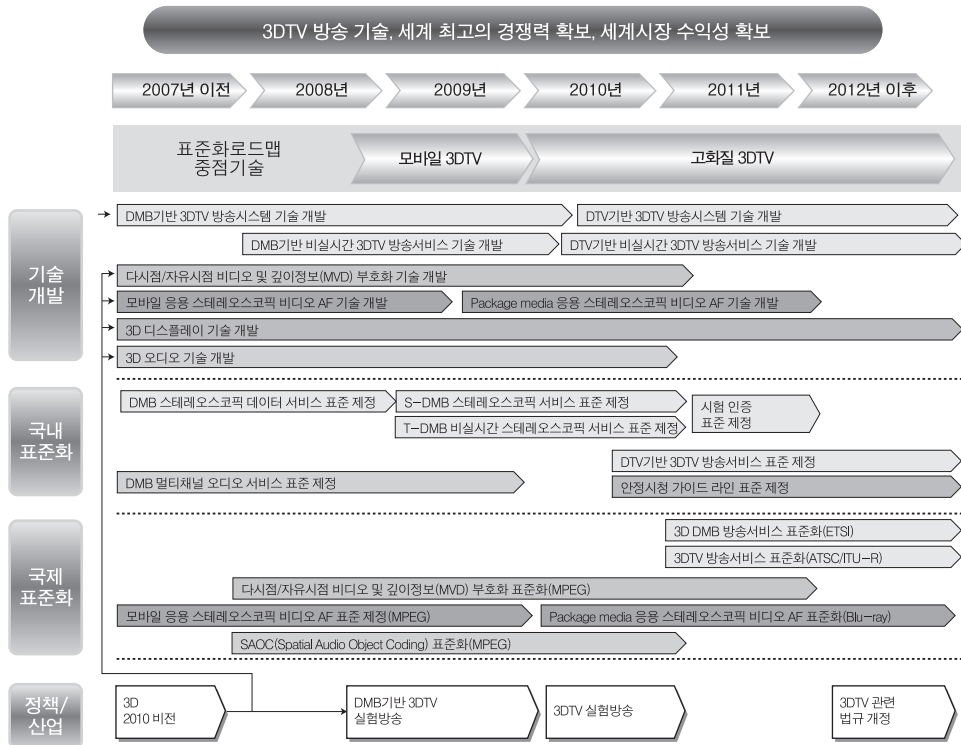 3DTV 방송 기술, 세계 최고의 경쟁력 확보, 세계시장 수익성 확보
2007년 이전
2008년
2009년
2010년
2011년
2012년 이후
표준화로드맵
중점기술
모바일 3DTV
고화질 3DTV
기술
개발
DMB기반 3DTV 방송시스템 기술 개발
DTV기반 3DTV 방송시스템 기술 개발
DMB기반 비실시간 3DTV 방송서비스 기술 개발
DTV기반 비실시간 3DTV 방송서비스 기술 개발
다시점/자유시점 비디오 및 깊이정보(MVD) 부호화 기술 개발
모바일 응용 스테레오스코픽 비디오 AF 기술 개발
Package media 응용 스테레오스코픽 비디오 AF 기술 개발
3D 디스플레이 기술 개발
3D 오디오 기술 개발
국내
표준화
DMB 스테레오스코픽 데이터 서비스 표준 제정
S-DMB 스테레오스코픽 서비스 표준 제정
시험 인증
표준 제정
T-DMB 비실시간 스테레오스코픽 서비스 표준 제정
DTV기반 3DTV 방송서비스 표준 제정
DMB 멀티채널 오디오 서비스 표준 제정
안정시청 가이드 라인 표준 제정
국제
표준화
3D DMB 방송서비스 표준화(ETSI)
3DTV 방송서비스 표준화(ATSC/ITU-R)
다시점/자유시점 비디오 및 깊이정보(MVD) 부호화 표준화(MPEG)
모바일 응용 스테레오스코픽 비디오 AF 표준 제정(MPEG)
Package media 응용 스테레오스코픽 비디오 AF 표준화(Blu-ray)
SAOC(Spatial Audio Object Coding) 표준화(MPEG)
정책/
산업
3D
2010 비전
DMB기반 3DTV
실험방송
3DTV 실험방송
3DTV 관련
법규 개정